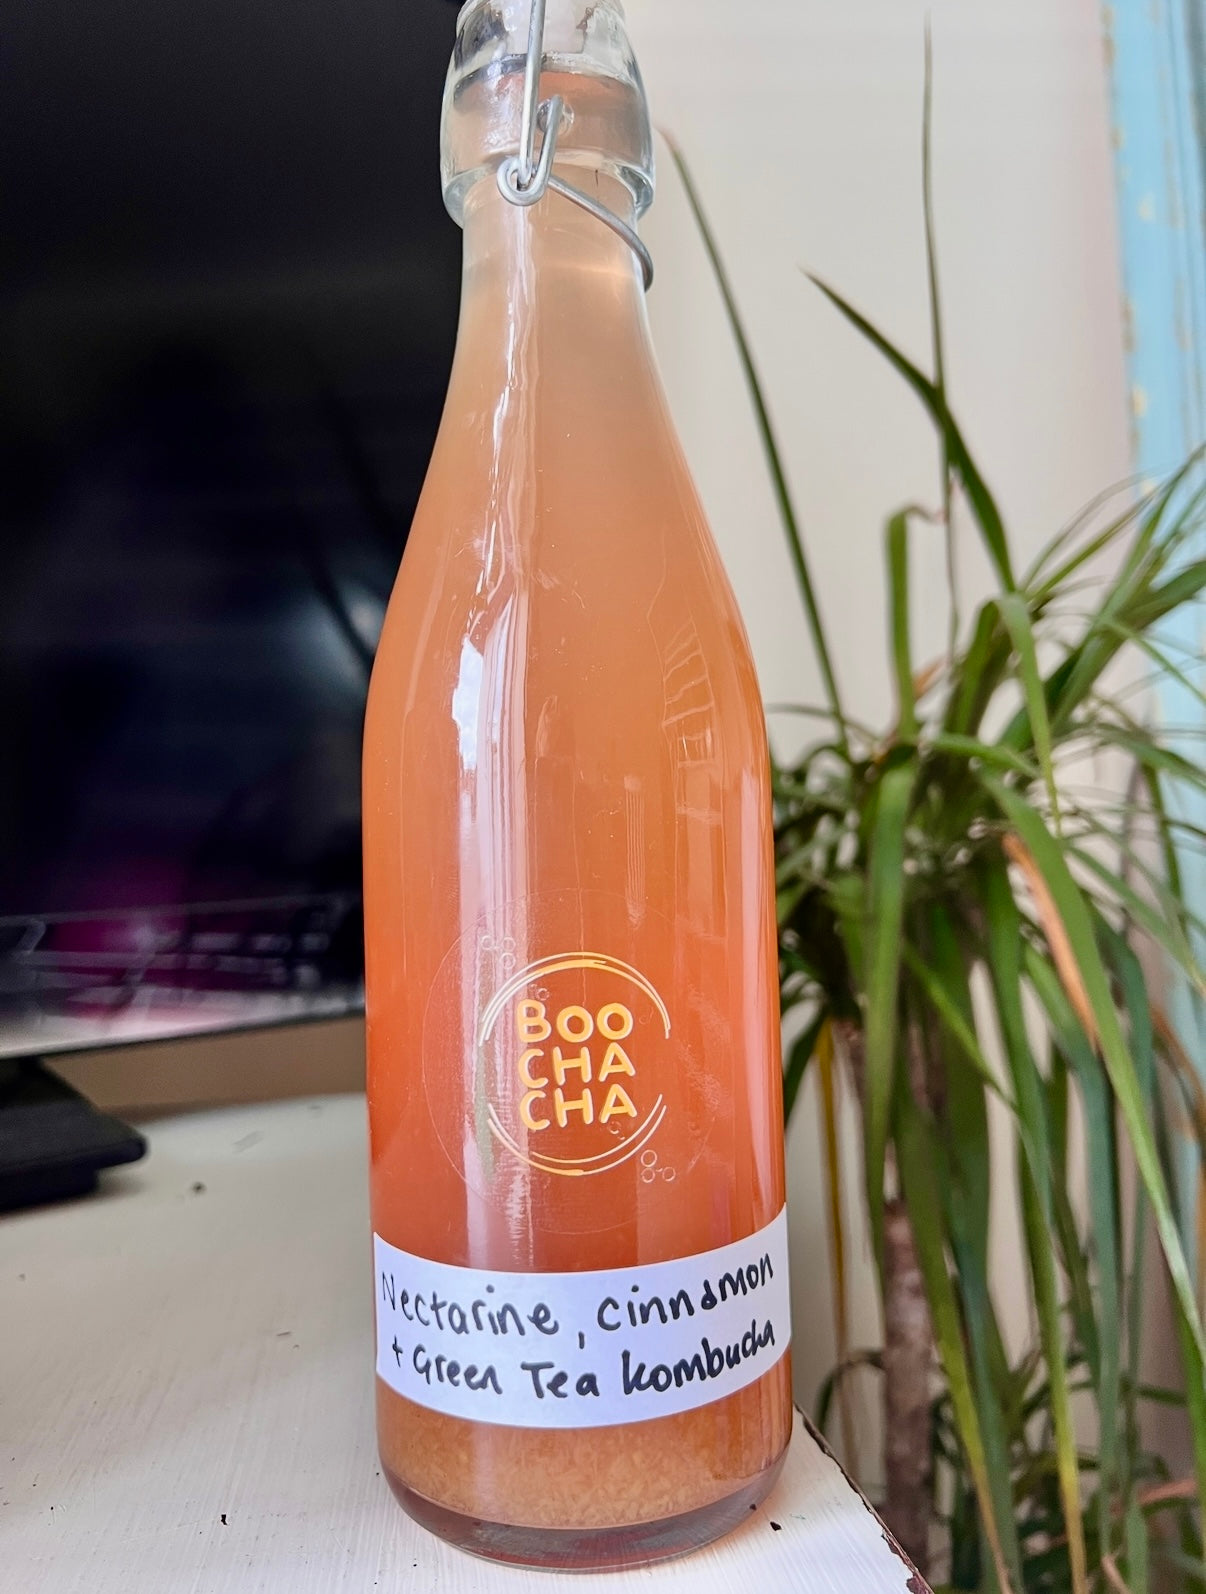 BOO
CHA
CHA
Nectarine, cinnamon
+ Green Tea kombucha